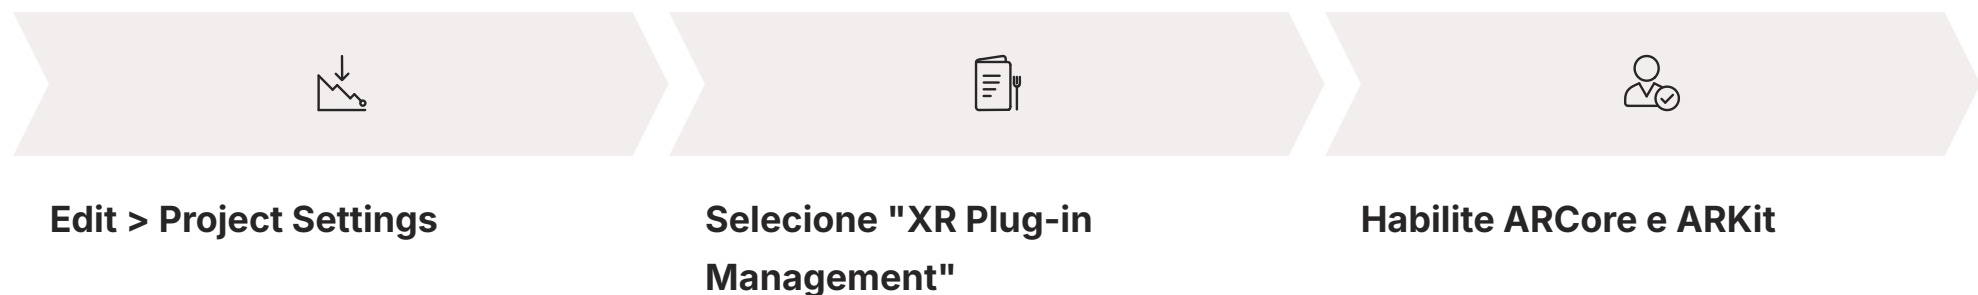 Edit > Project Settings
Selecione "XR Plug-in
Management"
Habilite ARCore e ARKit